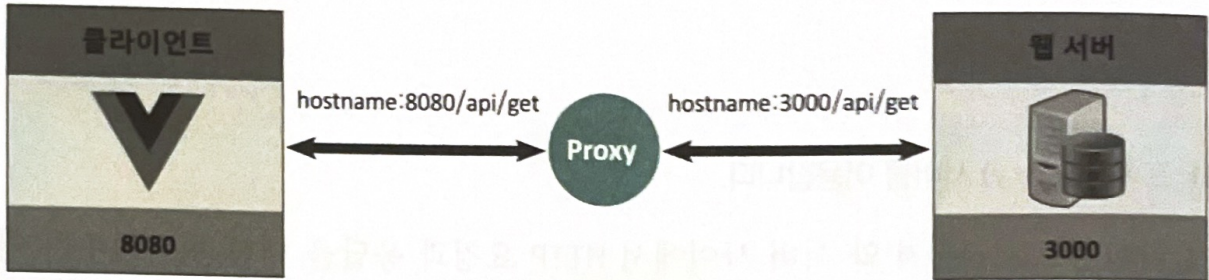 클라이언트
웹 서버
hostname:8080/api/get
hostname:3000/api/get
Proxy
8080
3000